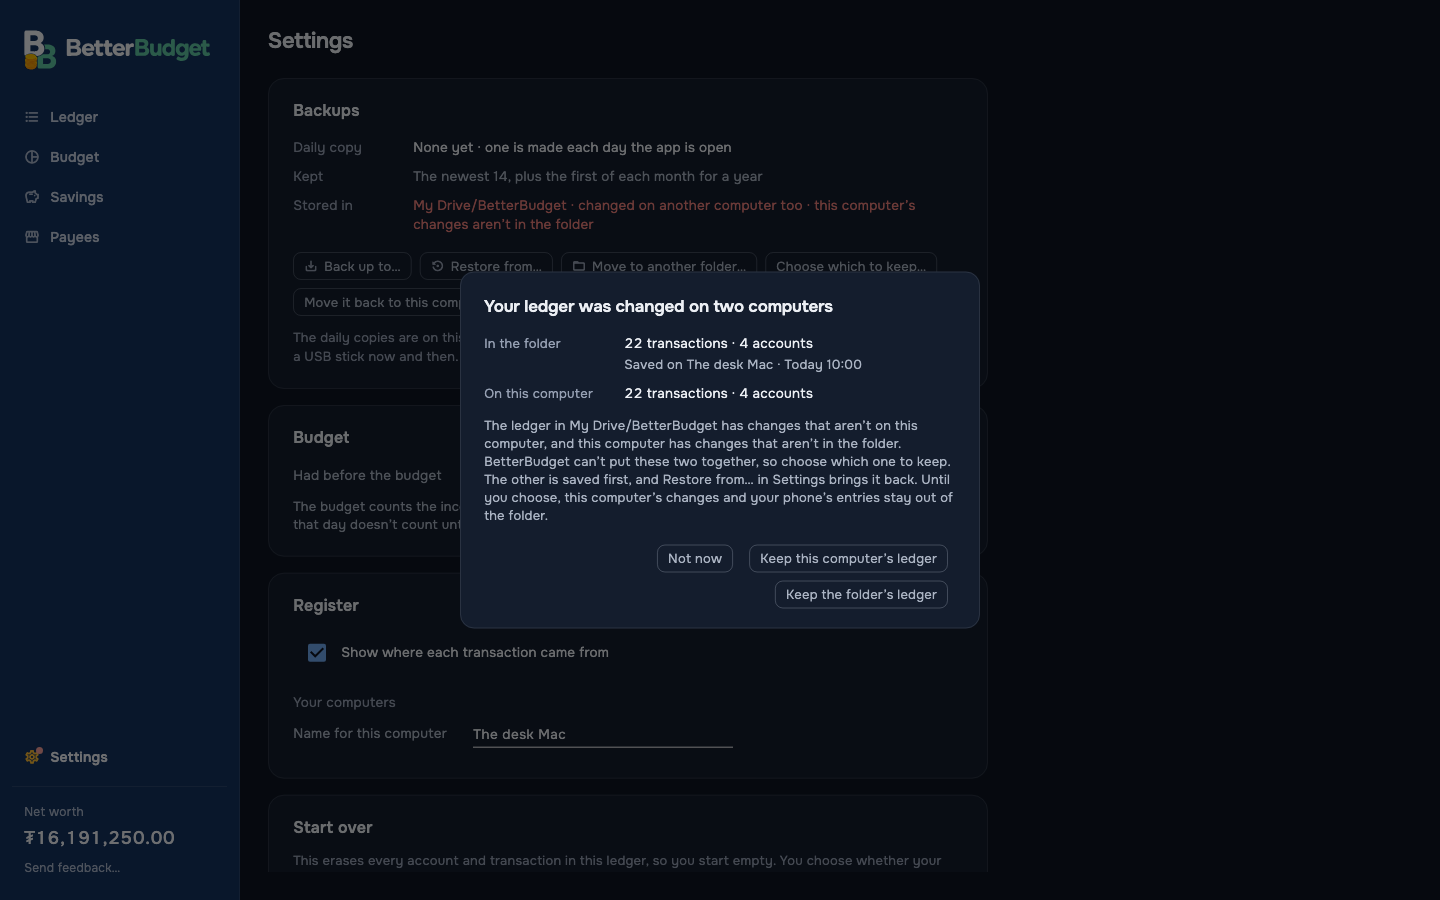 BetterBudget
Settings
Ledger
Budget
Savings
Payees
Backups
Daily copy
None yet · one is made each day the app is open
Kept
The newest 14, plus the first of each month for a year
Stored in
My Drive/BetterBudget · changed on another computer too · this computer’s
changes aren’t in the folder
Back up to…
Restore from…
Move to another folder…
Choose which to keep…
Move it back to this comp
The daily copies are on this
a USB stick now and then.
Your ledger was changed on two computers
In the folder
22 transactions · 4 accounts
Saved on The desk Mac · Today 10:00
On this computer
22 transactions · 4 accounts
The ledger in My Drive/BetterBudget has changes that aren’t on this
computer, and this computer has changes that aren’t in the folder.
BetterBudget can’t put these two together, so choose which one to keep.
The other is saved first, and Restore from… in Settings brings it back. Until
you choose, this computer’s changes and your phone’s entries stay out of
the folder.
Not now
Keep this computer’s ledger
Keep the folder’s ledger
Budget
Had before the budget
The budget counts the inc
that day doesn’t count unt
Register
Show where each transaction came from
Your computers
Name for this computer
The desk Mac
Start over
This erases every account and transaction in this ledger, so you start empty. You choose whether your
Settings
Net worth
₮16,191,250.00
Send feedback…